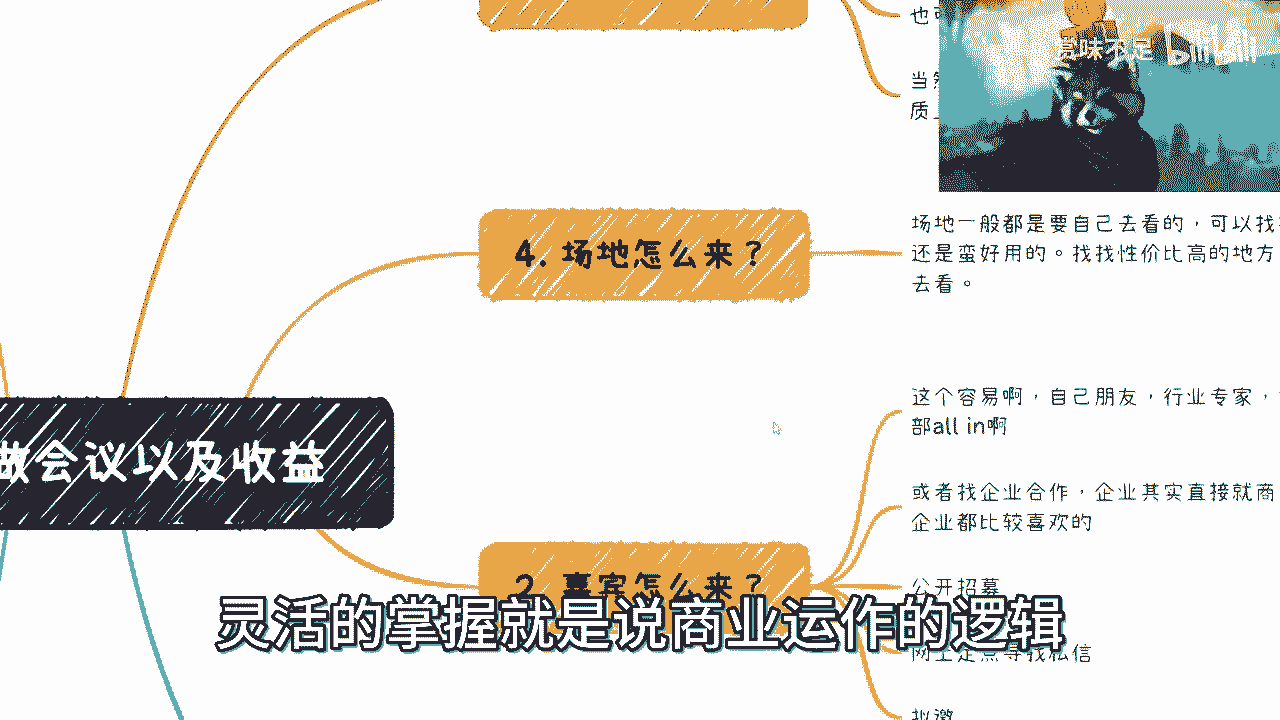 也
当
质
赏味不足 bilibili
4. 场地怎么来？
场地一般都是要自己去看的，可以找
还是蛮好用的。找找性价比高的地方
去看。
做会议以及收益
这个容易啊，自己朋友，行业专家，
部all in啊
或者找企业合作，企业其实直接就商
企业都比较喜欢的
2. 嘉宾怎么来？
公开招募
网上定点寻找私信
拟邀
灵活的掌握就是说商业运作的逻辑